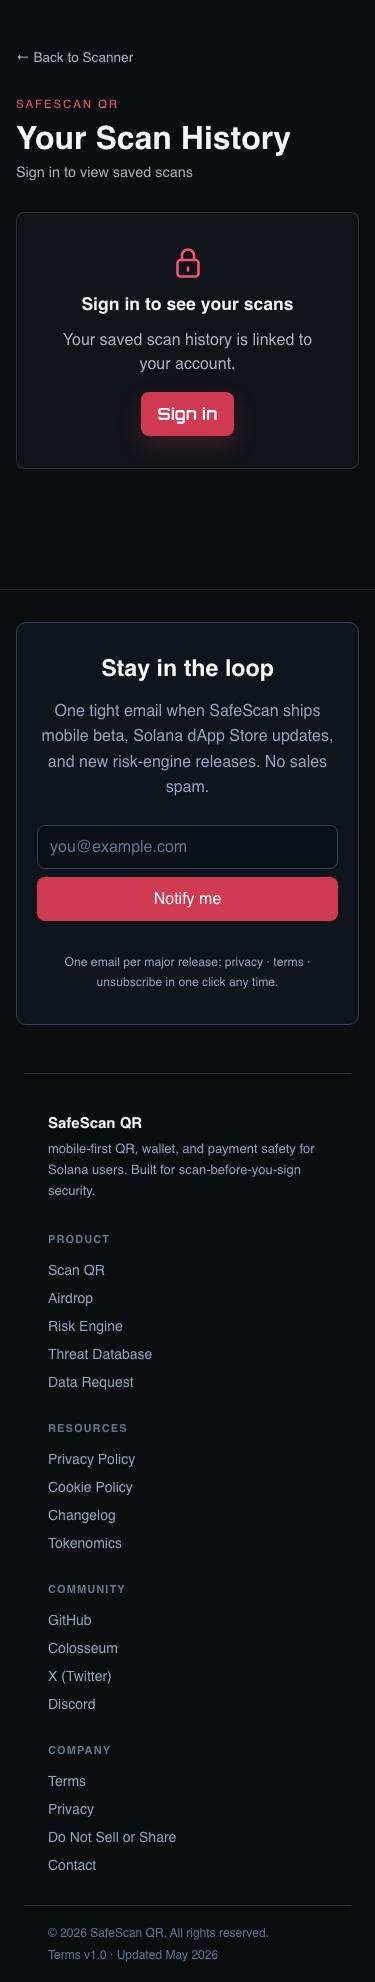 ← Back to Scanner
SAFESCAN QR
Your Scan History
Sign in to view saved scans
Sign in to see your scans
Your saved scan history is linked to
your account.
Sign in
Stay in the loop
One tight email when SafeScan ships
mobile beta, Solana dApp Store updates,
and new risk-engine releases. No sales
spam.
you@example.com
Notify me
One email per major release; privacy · terms ·
unsubscribe in one click any time.
SafeScan QR
mobile-first QR, wallet, and payment safety for
Solana users. Built for scan-before-you-sign
security.
PRODUCT
Scan QR
Airdrop
Risk Engine
Threat Database
Data Request
RESOURCES
Privacy Policy
Cookie Policy
Changelog
Tokenomics
COMMUNITY
GitHub
Colosseum
X (Twitter)
Discord
COMPANY
Terms
Privacy
Do Not Sell or Share
Contact
© 2026 SafeScan QR. All rights reserved.
Terms v1.0 · Updated May 2026